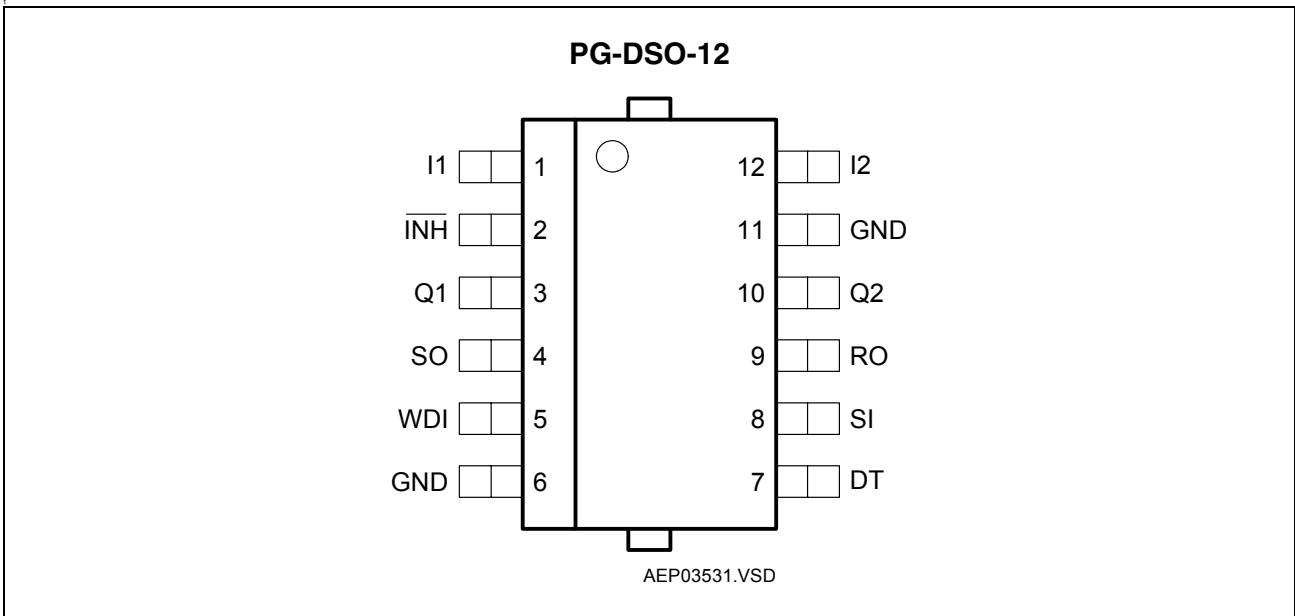 PG-DSO-12
I1 1 12 I2
INH 2 11 GND
Q1 3 10 Q2
SO 4 9 RO
WDI 5 8 SI
GND 6 7 DT
AEP03531.VSD